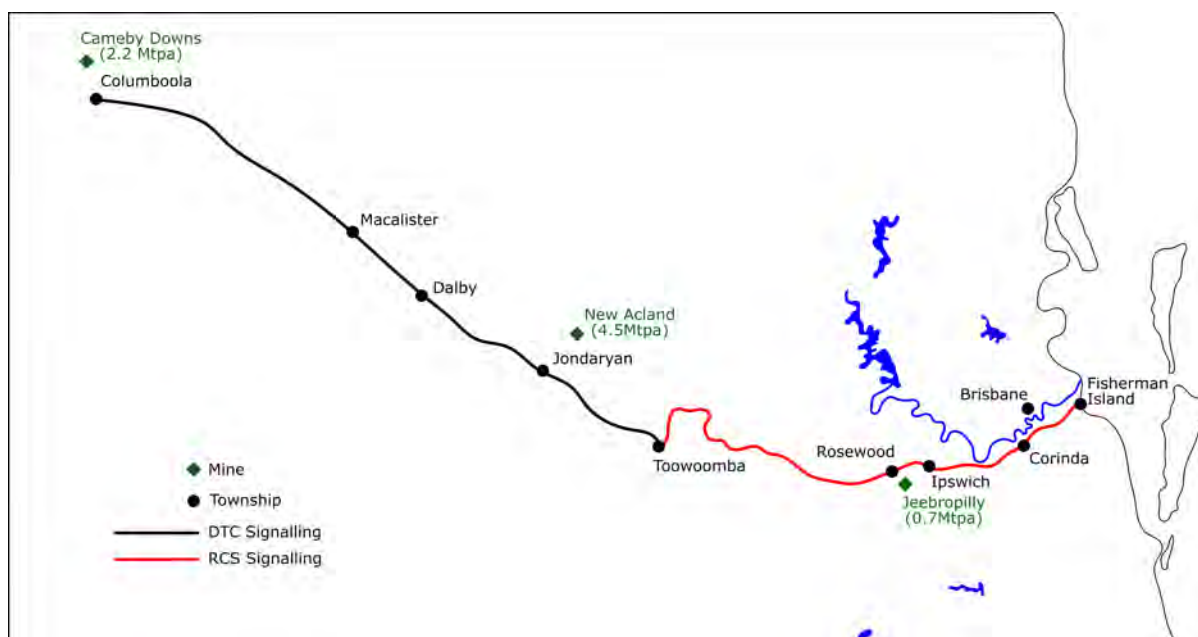 Cameby Downs
(2.2 Mtpa)
Columboola
Macalister
Dalby
New Acland
(4.5Mtpa)
Jondaryan
Toowoomba
Rosewood
Ipswich
Jeebropilly
(0.7Mtpa)
Brisbane
Corinda
Fisherman
Island
Mine
Township
DTC Signalling
RCS Signalling